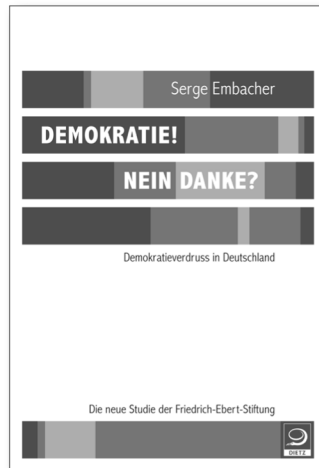 Serge Embacher
DEMOKRATIE!
NEIN DANKE?
Demokratieverdruss in Deutschland
Die neue Studie der Friedrich-Ebert-Stiftung
DIETZ